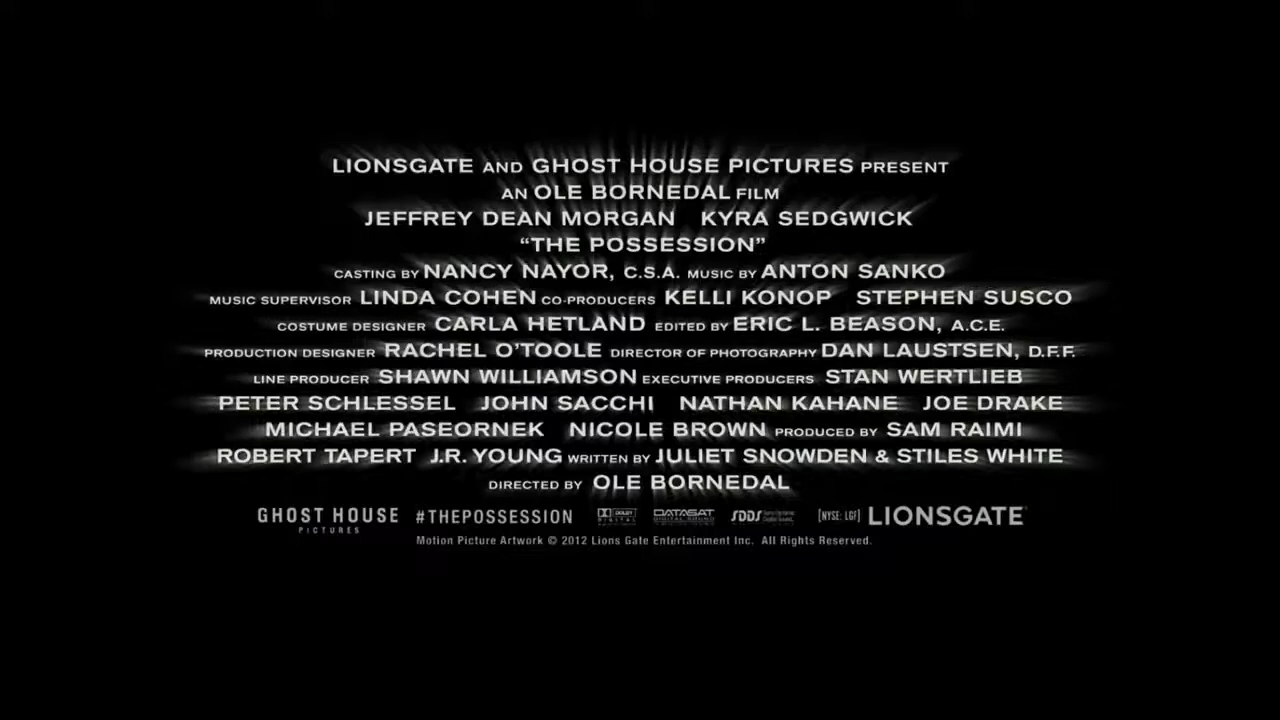 LIONSGATE AND GHOST HOUSE PICTURES PRESENT
AN OLE BORNEDAL FILM
JEFFREY DEAN MORGAN KYRA SEDGWICK
“THE POSSESSION”
CASTING BY NANCY NAYOR, C.S.A. MUSIC BY ANTON SANKO
MUSIC SUPERVISOR LINDA COHEN CO-PRODUCERS KELLI KONOP STEPHEN SUSCO
COSTUME DESIGNER CARLA HETLAND EDITED BY ERIC L. BEASON, A.C.E.
PRODUCTION DESIGNER RACHEL O'TOOLE DIRECTOR OF PHOTOGRAPHY DAN LAUSTSEN, D.F.F.
LINE PRODUCER SHAWN WILLIAMSON EXECUTIVE PRODUCERS STAN WERTLIEB
PETER SCHLESSEL JOHN SACCHI NATHAN KAHANE JOE DRAKE
MICHAEL PASEORNEK NICOLE BROWN PRODUCED BY SAM RAIMI
ROBERT TAPERT J.R. YOUNG WRITTEN BY JULIET SNOWDEN & STILES WHITE
DIRECTED BY OLE BORNEDAL
GHOST HOUSE PICTURES #THEPOSSESSION DOLBY DIGITAL DATASAT DIGITAL SOUND SDDS [NYSE: LGF] LIONSGATE
Motion Picture Artwork © 2012 Lions Gate Entertainment Inc. All Rights Reserved.